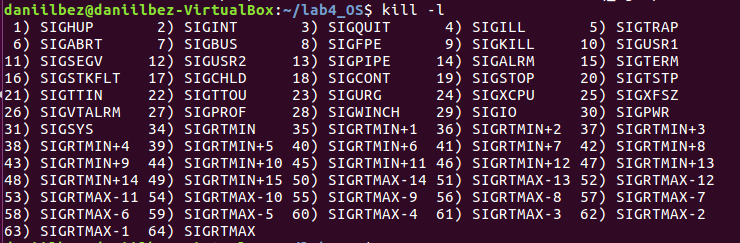 daniilbez@daniilbez-VirtualBox:~/lab4_OS$ kill -l
 1) SIGHUP	 2) SIGINT	 3) SIGQUIT	 4) SIGILL	 5) SIGTRAP
 6) SIGABRT	 7) SIGBUS	 8) SIGFPE	 9) SIGKILL	10) SIGUSR1
11) SIGSEGV	12) SIGUSR2	13) SIGPIPE	14) SIGALRM	15) SIGTERM
16) SIGSTKFLT	17) SIGCHLD	18) SIGCONT	19) SIGSTOP	20) SIGTSTP
21) SIGTTIN	22) SIGTTOU	23) SIGURG	24) SIGXCPU	25) SIGXFSZ
26) SIGVTALRM	27) SIGPROF	28) SIGWINCH	29) SIGIO	30) SIGPWR
31) SIGSYS	34) SIGRTMIN	35) SIGRTMIN+1	36) SIGRTMIN+2	37) SIGRTMIN+3
38) SIGRTMIN+4	39) SIGRTMIN+5	40) SIGRTMIN+6	41) SIGRTMIN+7	42) SIGRTMIN+8
43) SIGRTMIN+9	44) SIGRTMIN+10	45) SIGRTMIN+11	46) SIGRTMIN+12	47) SIGRTMIN+13
48) SIGRTMIN+14	49) SIGRTMIN+15	50) SIGRTMAX-14	51) SIGRTMAX-13	52) SIGRTMAX-12
53) SIGRTMAX-11	54) SIGRTMAX-10	55) SIGRTMAX-9	56) SIGRTMAX-8	57) SIGRTMAX-7
58) SIGRTMAX-6	59) SIGRTMAX-5	60) SIGRTMAX-4	61) SIGRTMAX-3	62) SIGRTMAX-2
63) SIGRTMAX-1	64) SIGRTMAX